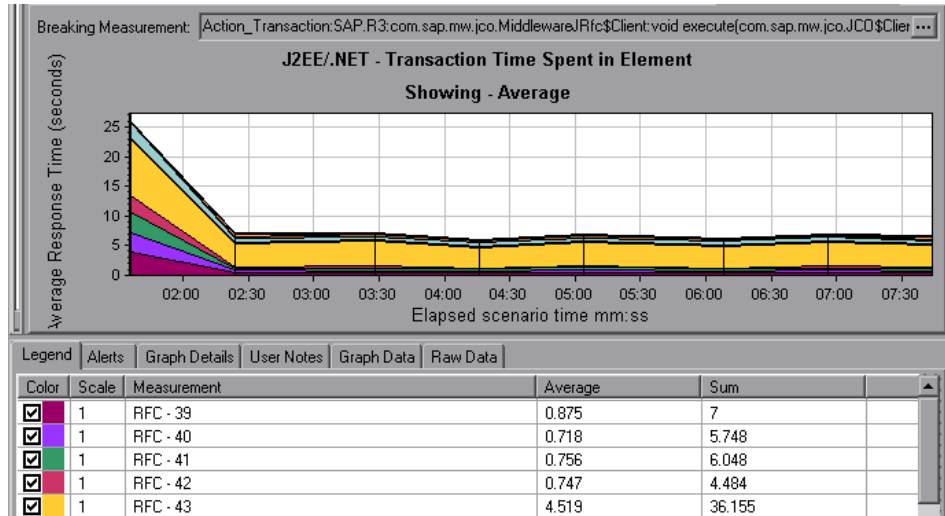 Breaking Measurement: Action_Transaction:SAP.R3:com.sap.mw.jco.MiddlewareJRfc$Client:void execute(com.sap.mw.jco.JCO$Clier ...
J2EE/.NET - Transaction Time Spent in Element
Showing - Average
Average Response Time (seconds)
25
20
15
10
5
0
02:00 02:30 03:00 03:30 04:00 04:30 05:00 05:30 06:00 06:30 07:00 07:30
Elapsed scenario time mm:ss
Legend Alerts Graph Details User Notes Graph Data Raw Data
Color Scale Measurement Average Sum
1 RFC - 39 0.875 7
1 RFC - 40 0.718 5.748
1 RFC - 41 0.756 6.048
1 RFC - 42 0.747 4.484
1 RFC - 43 4.519 36.155